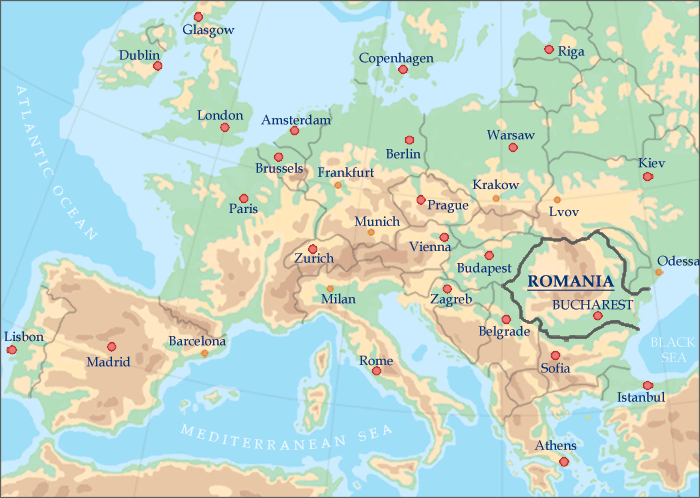 Glasgow
Dublin
Riga
Copenhagen
London
Amsterdam
Warsaw
Berlin
Brussels
Kiev
Frankfurt
Krakow
Prague
Lvov
Paris
Munich
Vienna
Zurich
Budapest
Odessa
ROMANIA
Milan
Zagreb
BUCHAREST
Belgrade
Lisbon
Barcelona
Madrid
Rome
Sofia
BLACK
SEA
Istanbul
Athens
ATLANTIC OCEAN
MEDITERRANEAN SEA